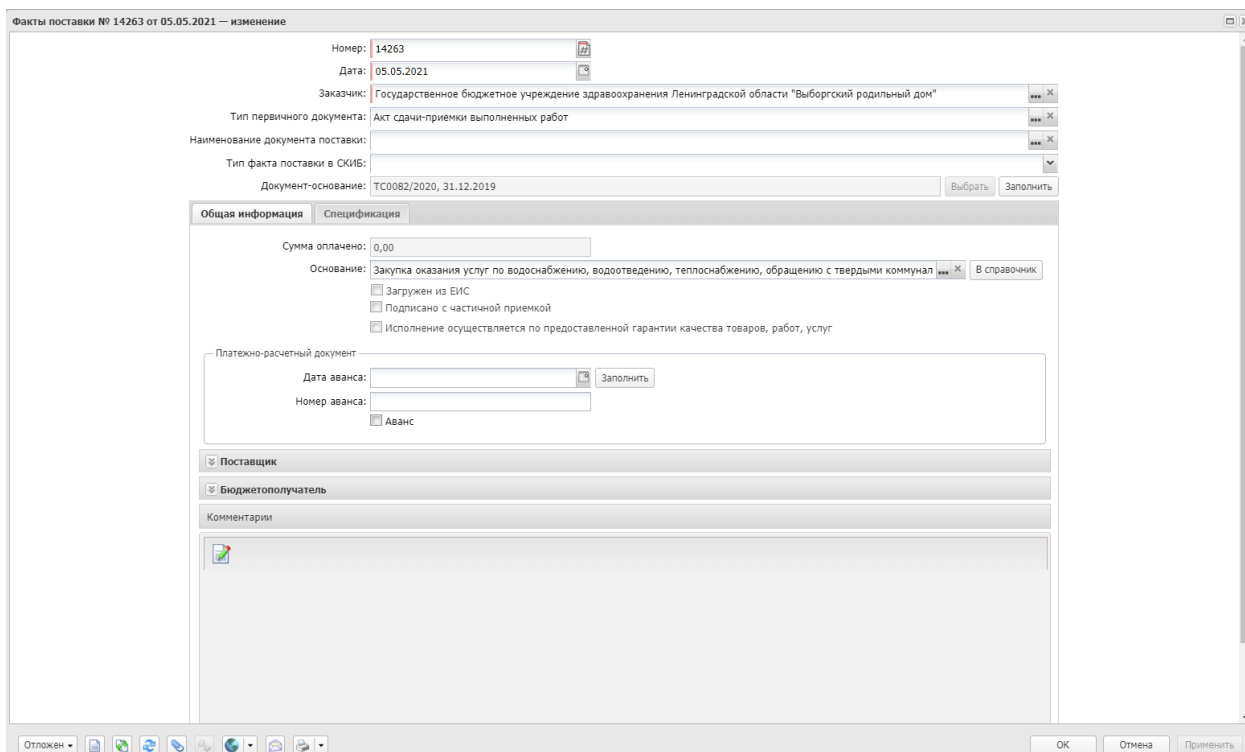 Факты поставки № 14263 от 05.05.2021 — изменение
Номер: 14263
Дата: 05.05.2021
Заказчик: Государственное бюджетное учреждение здравоохранения Ленинградской области "Выборгский родильный дом"
Тип первичного документа: Акт сдачи-приемки выполненных работ
Наименование документа поставки:
Тип факта поставки в СКИБ:
Документ-основание: ТС0082/2020, 31.12.2019 Выбрать Заполнить
Общая информация Спецификация
Сумма оплачено: 0,00
Основание: Закупка оказания услуг по водоснабжению, водоотведению, теплоснабжению, обращению с твердыми коммунал ... В справочник
Загружен из ЕИС
Подписано с частичной приемкой
Исполнение осуществляется по предоставленной гарантии качества товаров, работ, услуг
Платежно-расчетный документ
Дата аванса: Заполнить
Номер аванса:
Аванс
Поставщик
Бюджетополучатель
Комментарии
Отложен ОК Отмена Применить